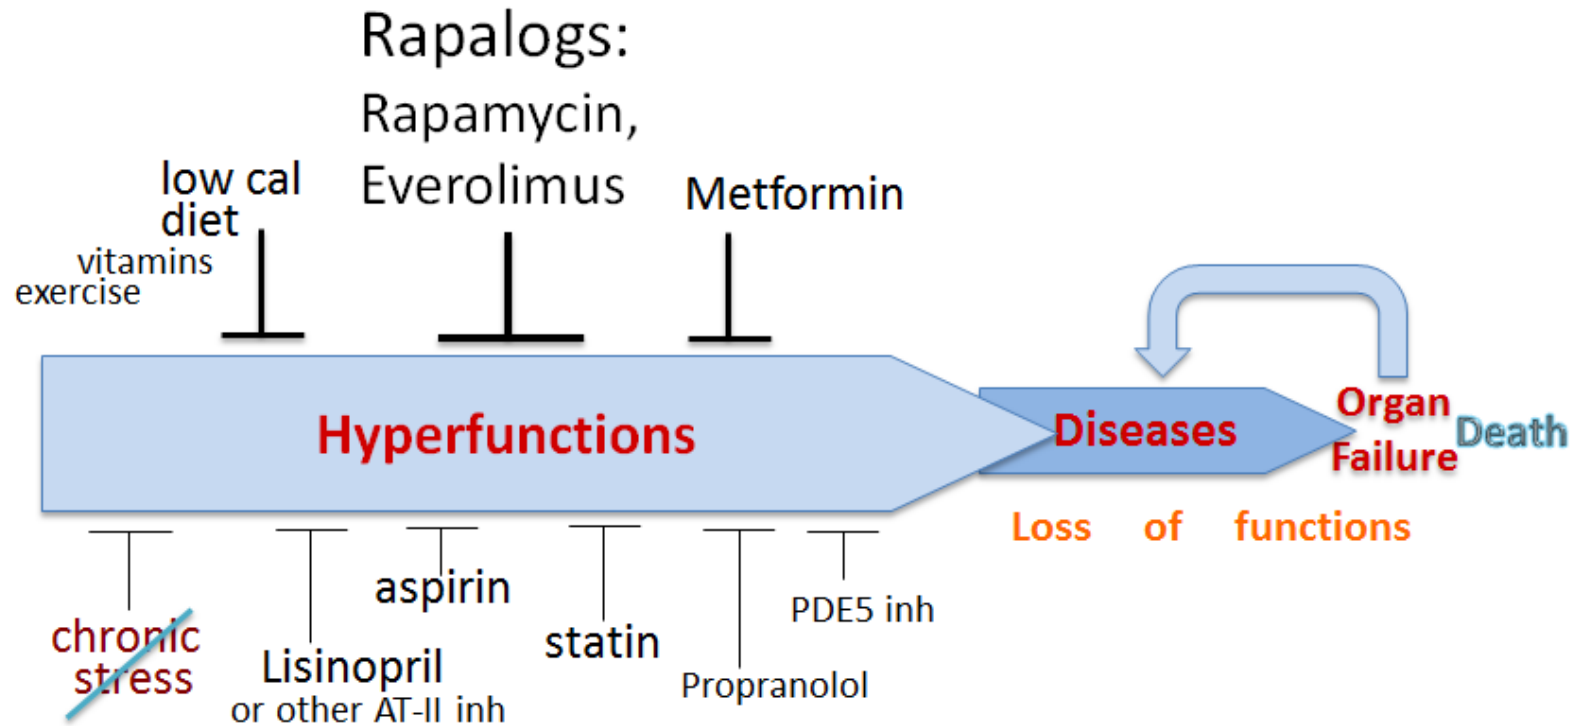 Rapalogs:
Rapamycin,
Everolimus
low cal
diet
vitamins
exercise
Metformin
Hyperfunctions
Diseases
Organ
Failure
Death
Loss of functions
chronic
stress
Lisinopril
or other AT-II inh
aspirin
statin
Propranolol
PDE5 inh